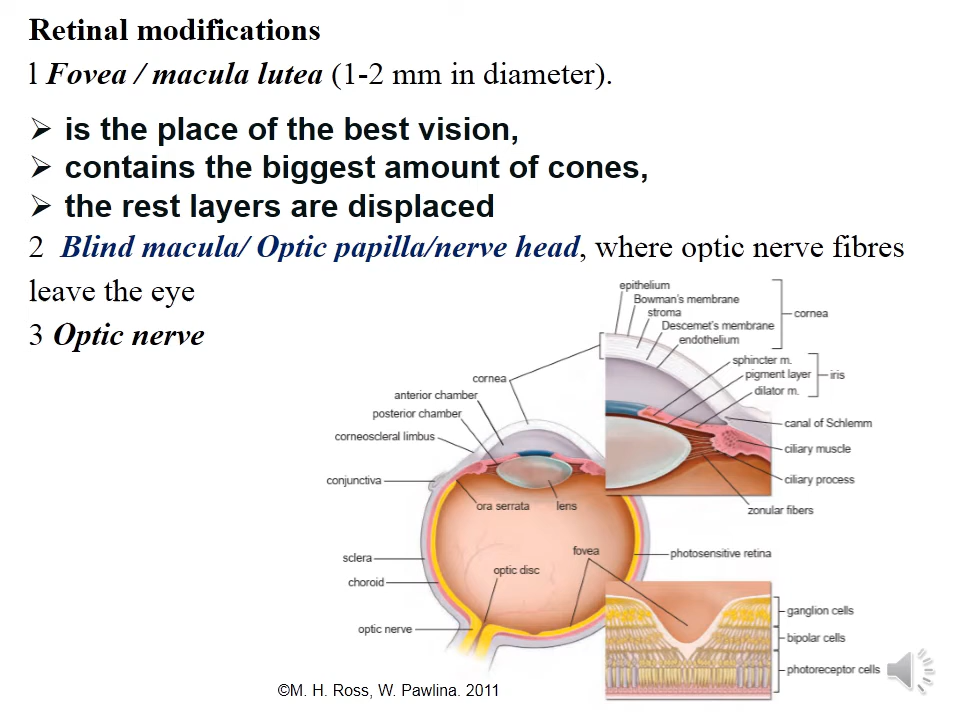 Retinal modifications
l Fovea / macula lutea (1-2 mm in diameter).
➢ is the place of the best vision,
➢ contains the biggest amount of cones,
➢ the rest layers are displaced
2 Blind macula/ Optic papilla/nerve head, where optic nerve fibres
leave the eye
3 Optic nerve
epithelium
Bowman's membrane
stroma
Descemet's membrane
endothelium
cornea
sphincter m.
pigment layer
dilator m.
iris
canal of Schlemm
ciliary muscle
ciliary process
zonular fibers
cornea
anterior chamber
posterior chamber
corneoscleral limbus
conjunctiva
ora serrata
lens
sclera
choroid
optic nerve
optic disc
fovea
photosensitive retina
ganglion cells
bipolar cells
photoreceptor cells
©M. H. Ross, W. Pawlina. 2011